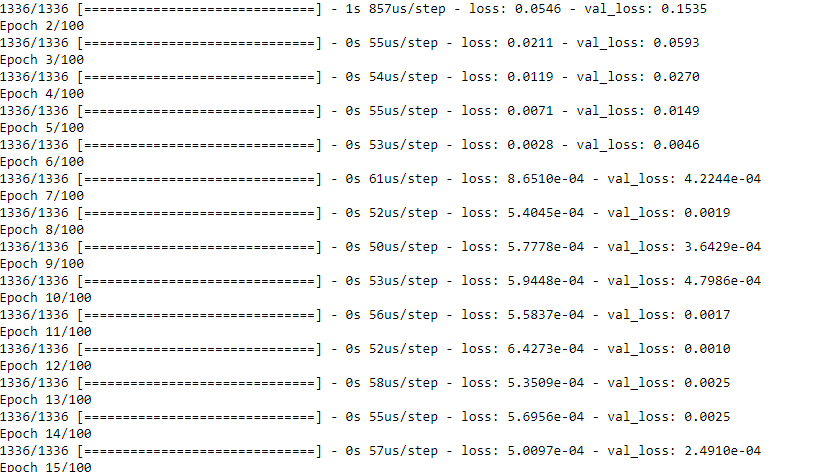 1336/1336 [==============================] - 1s 857us/step - loss: 0.0546 - val_loss: 0.1535
Epoch 2/100
1336/1336 [==============================] - 0s 55us/step - loss: 0.0211 - val_loss: 0.0593
Epoch 3/100
1336/1336 [==============================] - 0s 54us/step - loss: 0.0119 - val_loss: 0.0270
Epoch 4/100
1336/1336 [==============================] - 0s 55us/step - loss: 0.0071 - val_loss: 0.0149
Epoch 5/100
1336/1336 [==============================] - 0s 53us/step - loss: 0.0028 - val_loss: 0.0046
Epoch 6/100
1336/1336 [==============================] - 0s 61us/step - loss: 8.6510e-04 - val_loss: 4.2244e-04
Epoch 7/100
1336/1336 [==============================] - 0s 52us/step - loss: 5.4045e-04 - val_loss: 0.0019
Epoch 8/100
1336/1336 [==============================] - 0s 50us/step - loss: 5.7778e-04 - val_loss: 3.6429e-04
Epoch 9/100
1336/1336 [==============================] - 0s 53us/step - loss: 5.9448e-04 - val_loss: 4.7986e-04
Epoch 10/100
1336/1336 [==============================] - 0s 56us/step - loss: 5.5837e-04 - val_loss: 0.0017
Epoch 11/100
1336/1336 [==============================] - 0s 52us/step - loss: 6.4273e-04 - val_loss: 0.0010
Epoch 12/100
1336/1336 [==============================] - 0s 58us/step - loss: 5.3509e-04 - val_loss: 0.0025
Epoch 13/100
1336/1336 [==============================] - 0s 55us/step - loss: 5.6956e-04 - val_loss: 0.0025
Epoch 14/100
1336/1336 [==============================] - 0s 57us/step - loss: 5.0097e-04 - val_loss: 2.4910e-04
Epoch 15/100